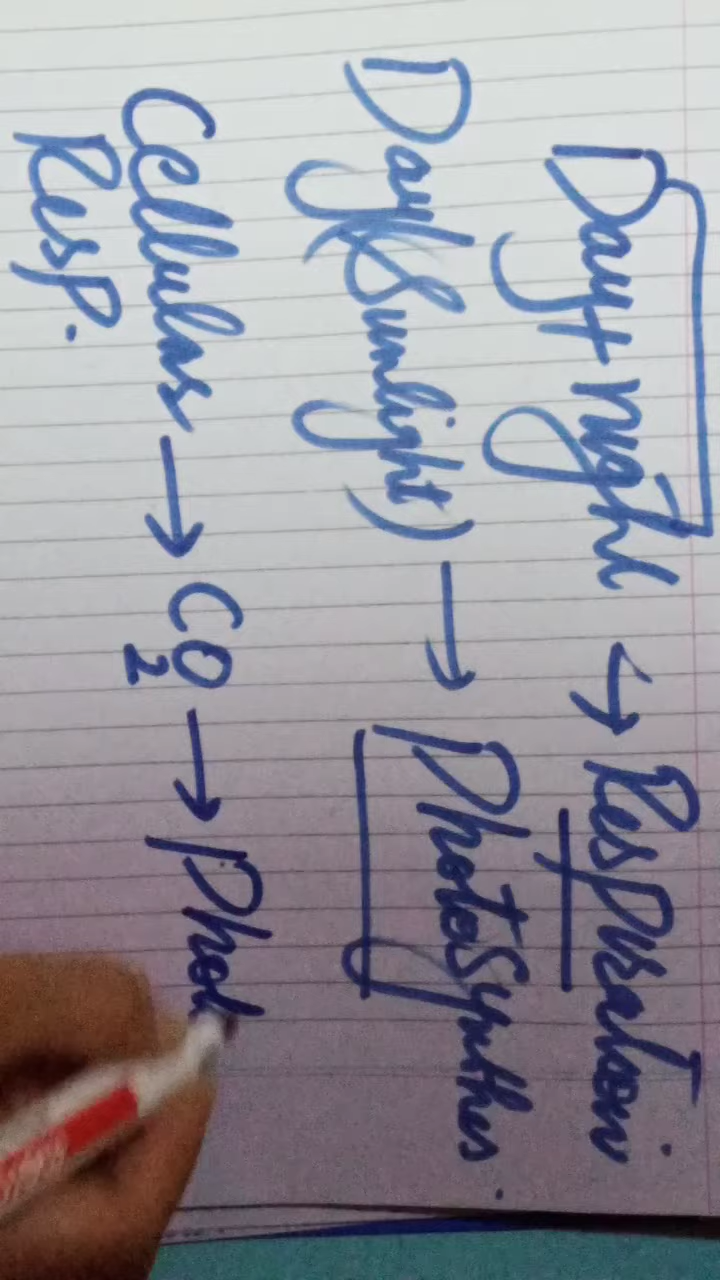 Day + night → Respiration
Day (Sunlight) → Photosynthes.
Cellular → CO2 → Phot
Resp.